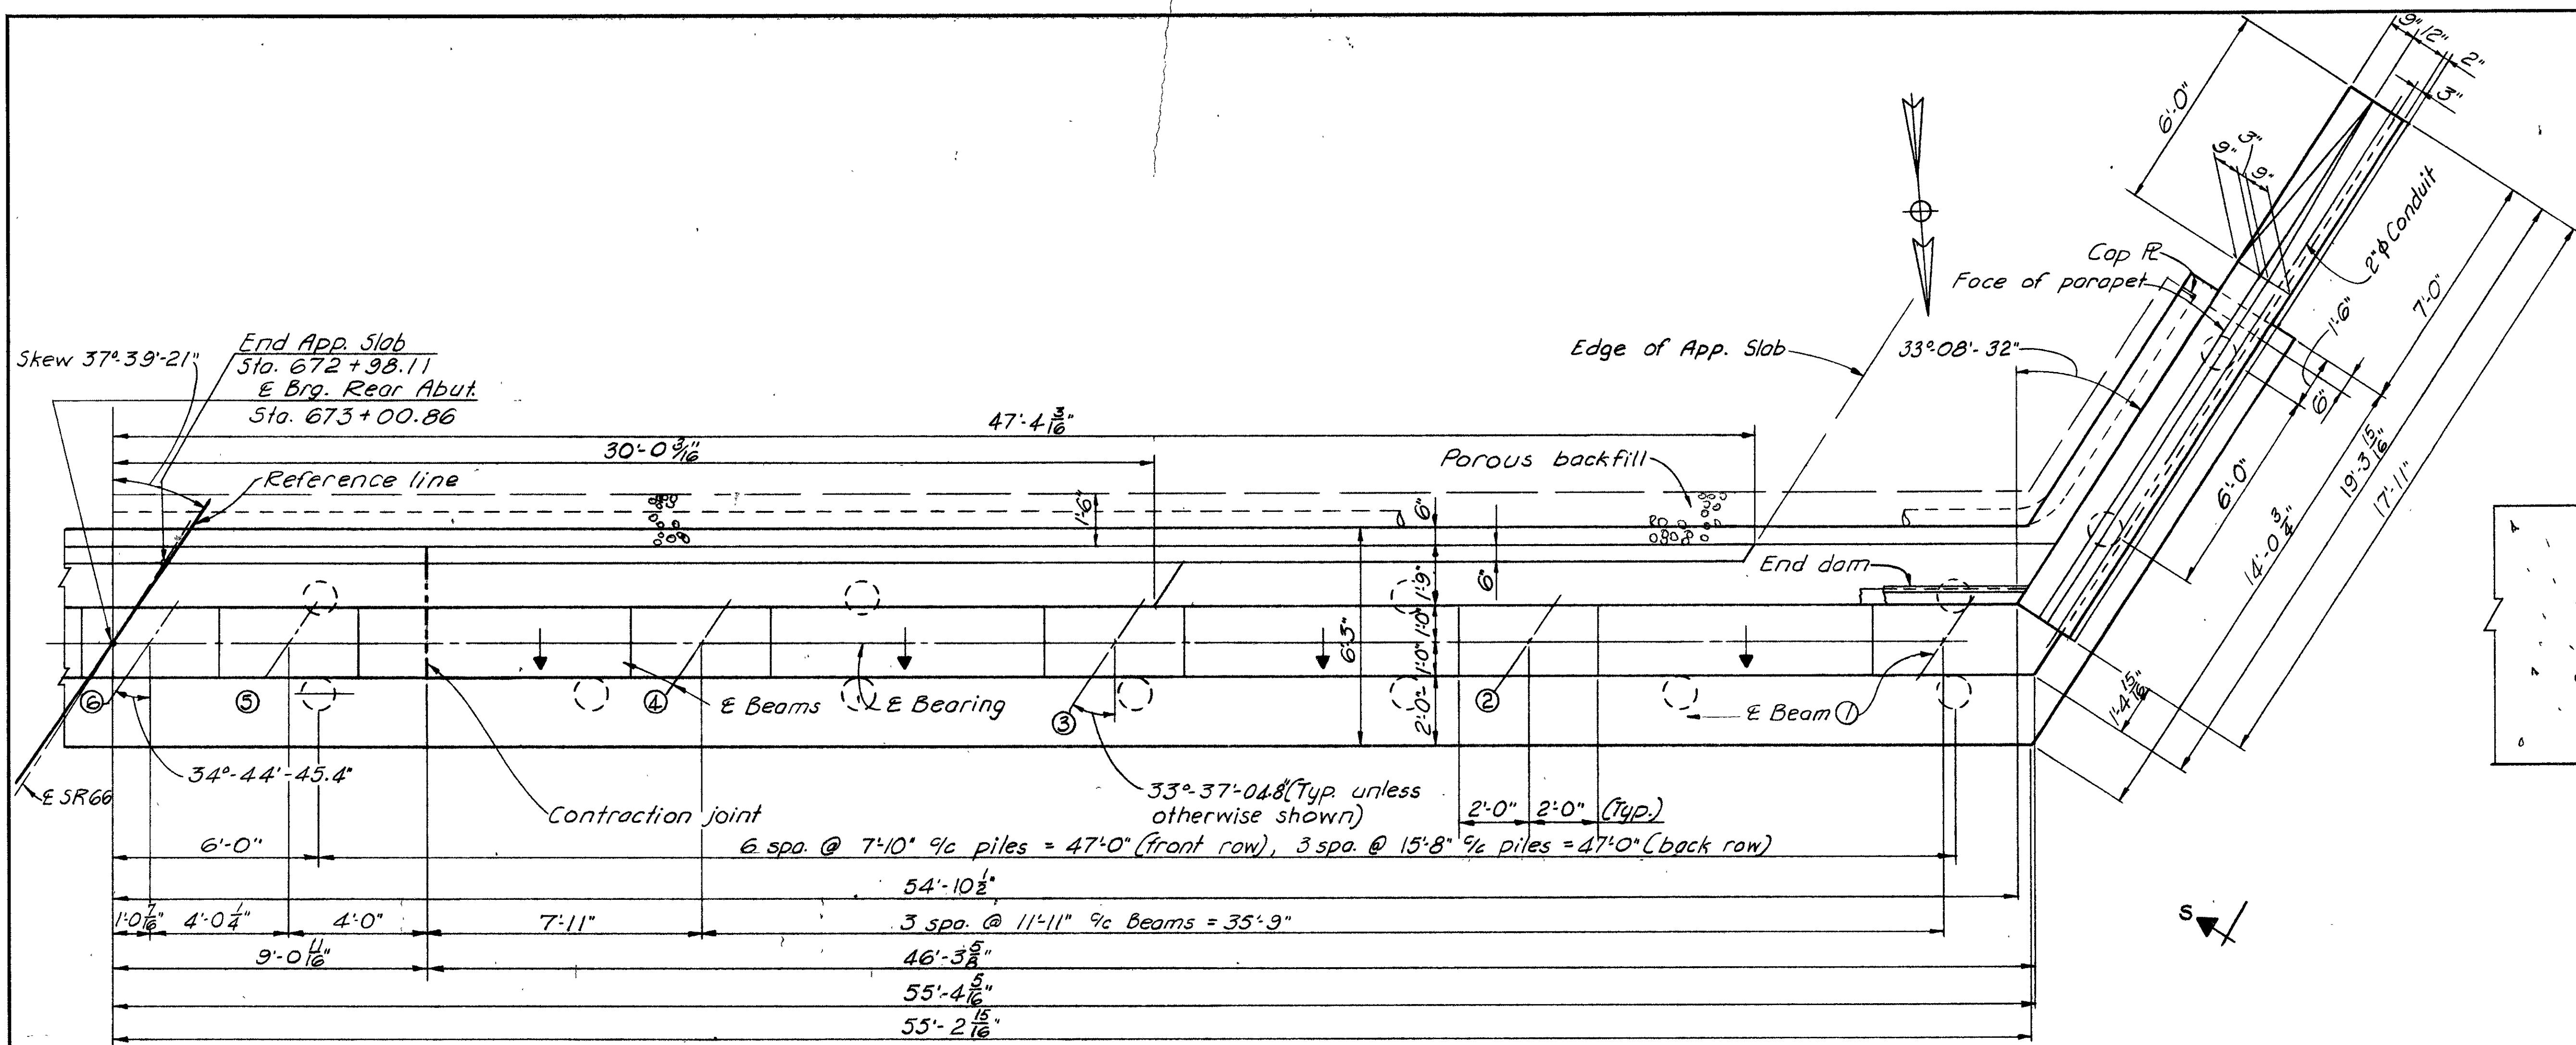 9" 12" 2"
3"
6'-0"
9" 3" 9"
2" ϕ Conduit
Cap ℄
Face of parapet
7'-0"
1'-6"
6"
Skew 37°-39'-21"
End App. Slab
Sta. 672+98.11
℄ Brg. Rear Abut.
Sta. 673+00.86
Edge of App. Slab
33°-08'-32"
47'-4 3/16"
30'-0 3/16"
Reference line
Porous backfill
1'-6"
6"
6'-0"
19'-3 15/16"
17'-11"
14'-0 3/4"
End dam
1'-9"
6"
6'-3"
1'-0"
1'-0"
2'-0"
1'-4 15/16"
⑥ ⑤ ④ ℄ Beams ℄ Bearing ③ ② ℄ Beam ①
34°-44'-45.4"
℄ SR66
Contraction joint
33°-37'-04.8" (Typ. unless
otherwise shown)
2'-0" 2'-0" (Typ.)
6'-0" 6 spa. @ 7'-10" c/c piles = 47'-0" (front row), 3 spa. @ 15'-8" c/c piles = 47'-0" (back row)
54'-10 1/2"
1'-0 7/16" 4'-0 1/4" 4'-0" 7'-11" 3 spa. @ 11'-11" c/c Beams = 35'-9"
9'-0 11/16" 46'-3 5/8"
55'-4 5/16"
55'-2 15/16"
S